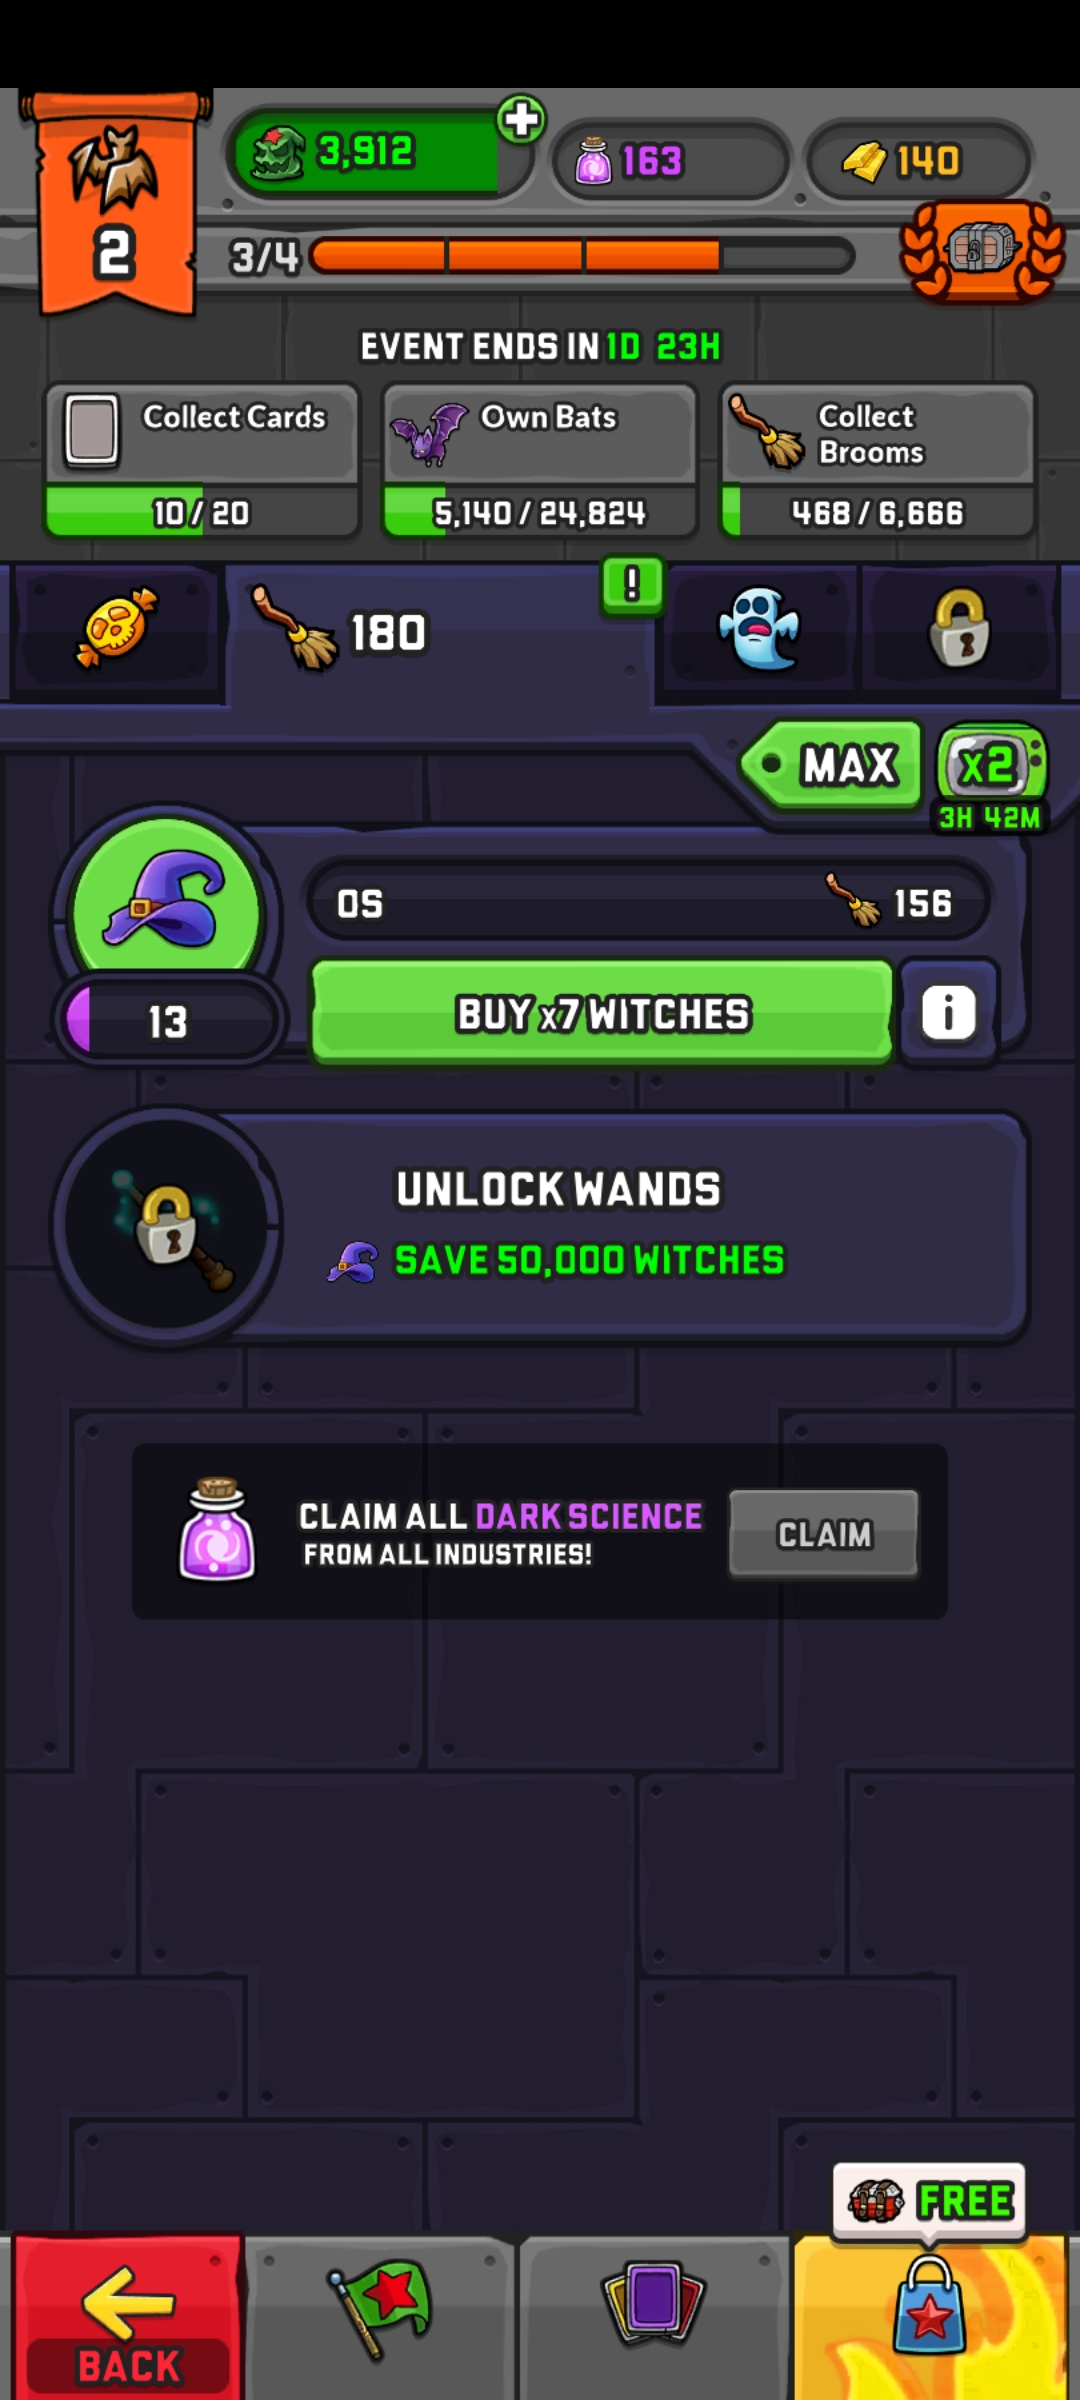 2
3,912
163
140
3/4
EVENT ENDS IN 1D 23H
Collect Cards
10 / 20
Own Bats
5,140 / 24,824
Collect
Brooms
468 / 6,666
180
!
MAX
x2
3H 42M
0S
156
13
BUY x7 WITCHES
i
UNLOCK WANDS
SAVE 50,000 WITCHES
CLAIM ALL DARK SCIENCE
FROM ALL INDUSTRIES!
CLAIM
FREE
BACK